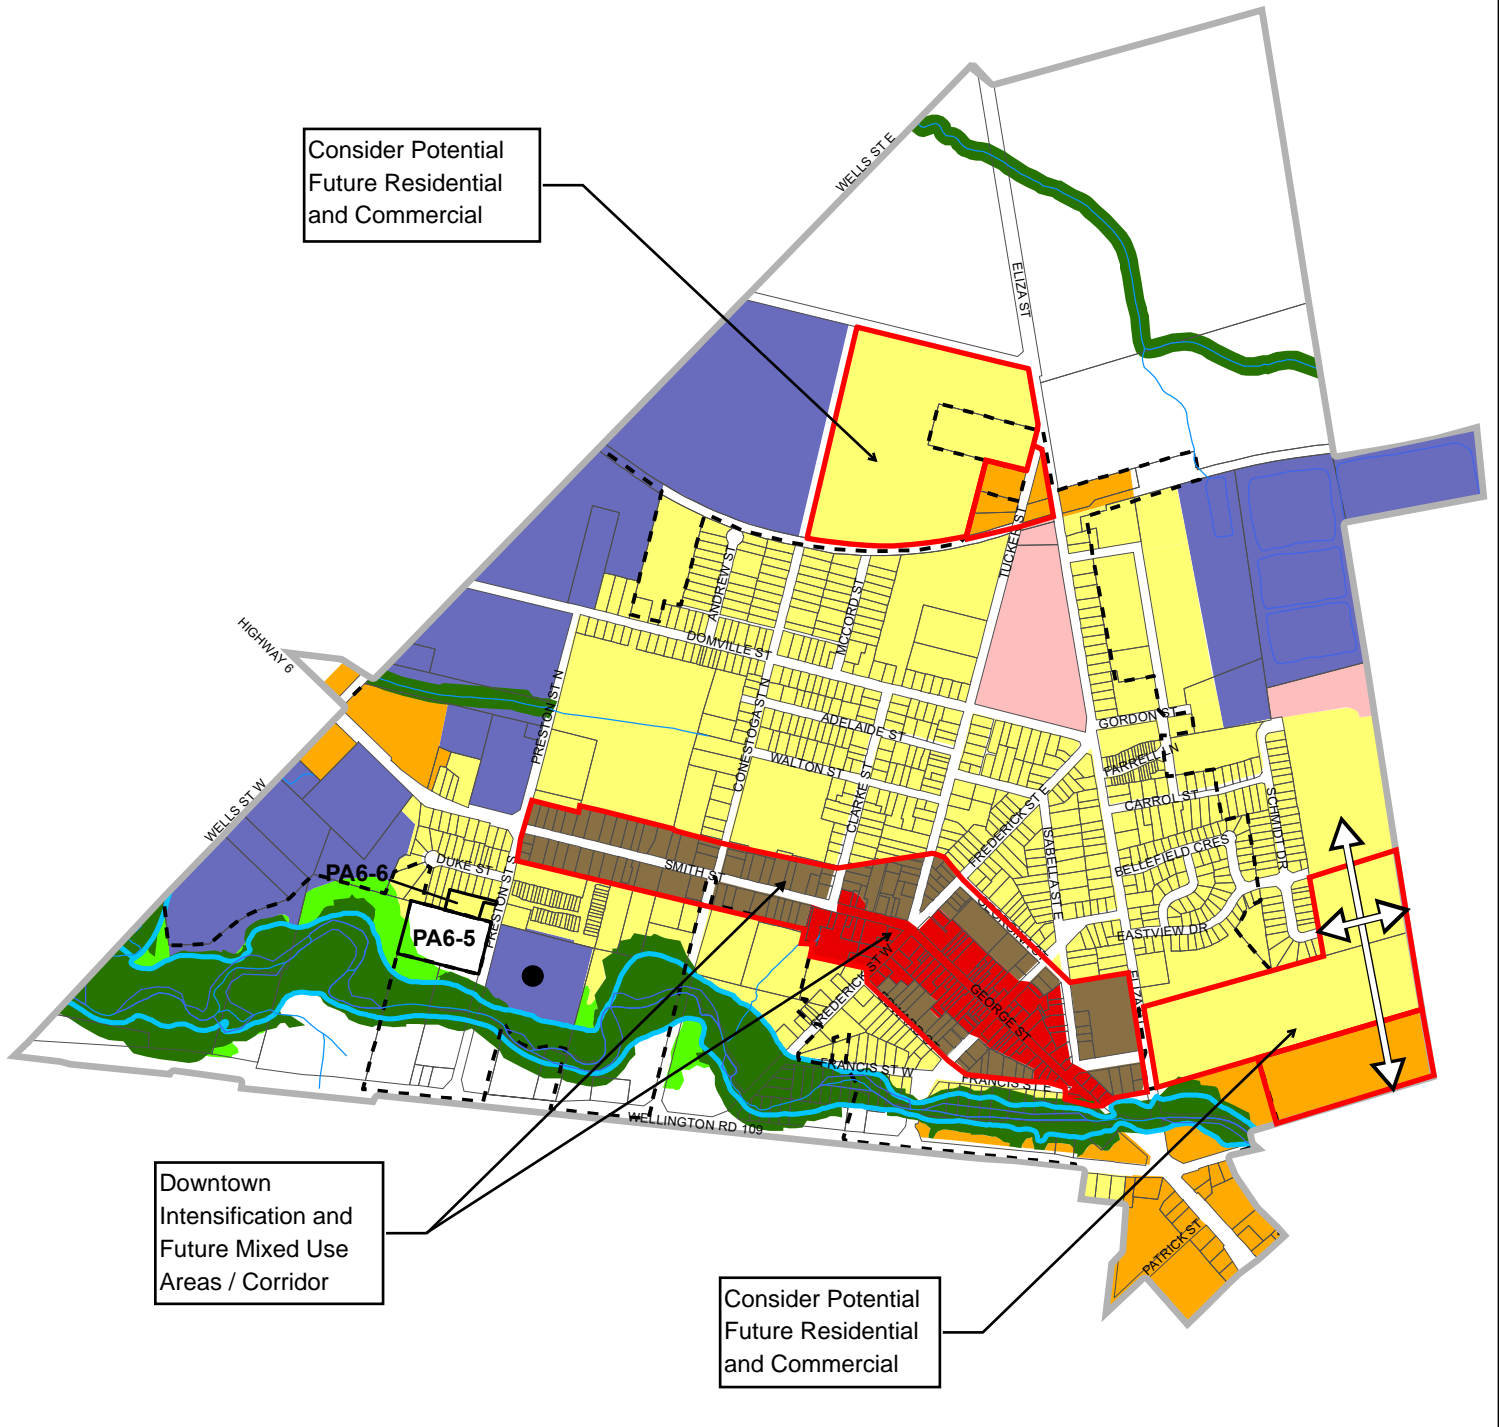 Consider Potential
Future Residential
and Commercial
WELLS ST E
ELIZA ST
HIGHWAY 6
ANDREW ST
MCCORD ST
TUCKER ST
DOMVILLE ST
PRESTON ST N
CONESTOGA ST N
ADELAIDE ST
WALTON ST
CLARKE ST
GORDON ST
FARRELL LN
CARROL ST
SCHMIDT DR
FREDERICK ST E
ISABELLA ST E
BELLEFIELD CRES
EASTVIEW DR
WELLS ST W
DUKE ST
PRESTON ST S
SMITH ST
PA6-6
PA6-5
GEORGE ST
FREDERICK ST W
FRANCIS ST W
FRANCIS ST E
ELIZA
WELLINGTON RD 109
PATRICK ST
Downtown
Intensification and
Future Mixed Use
Areas / Corridor
Consider Potential
Future Residential
and Commercial